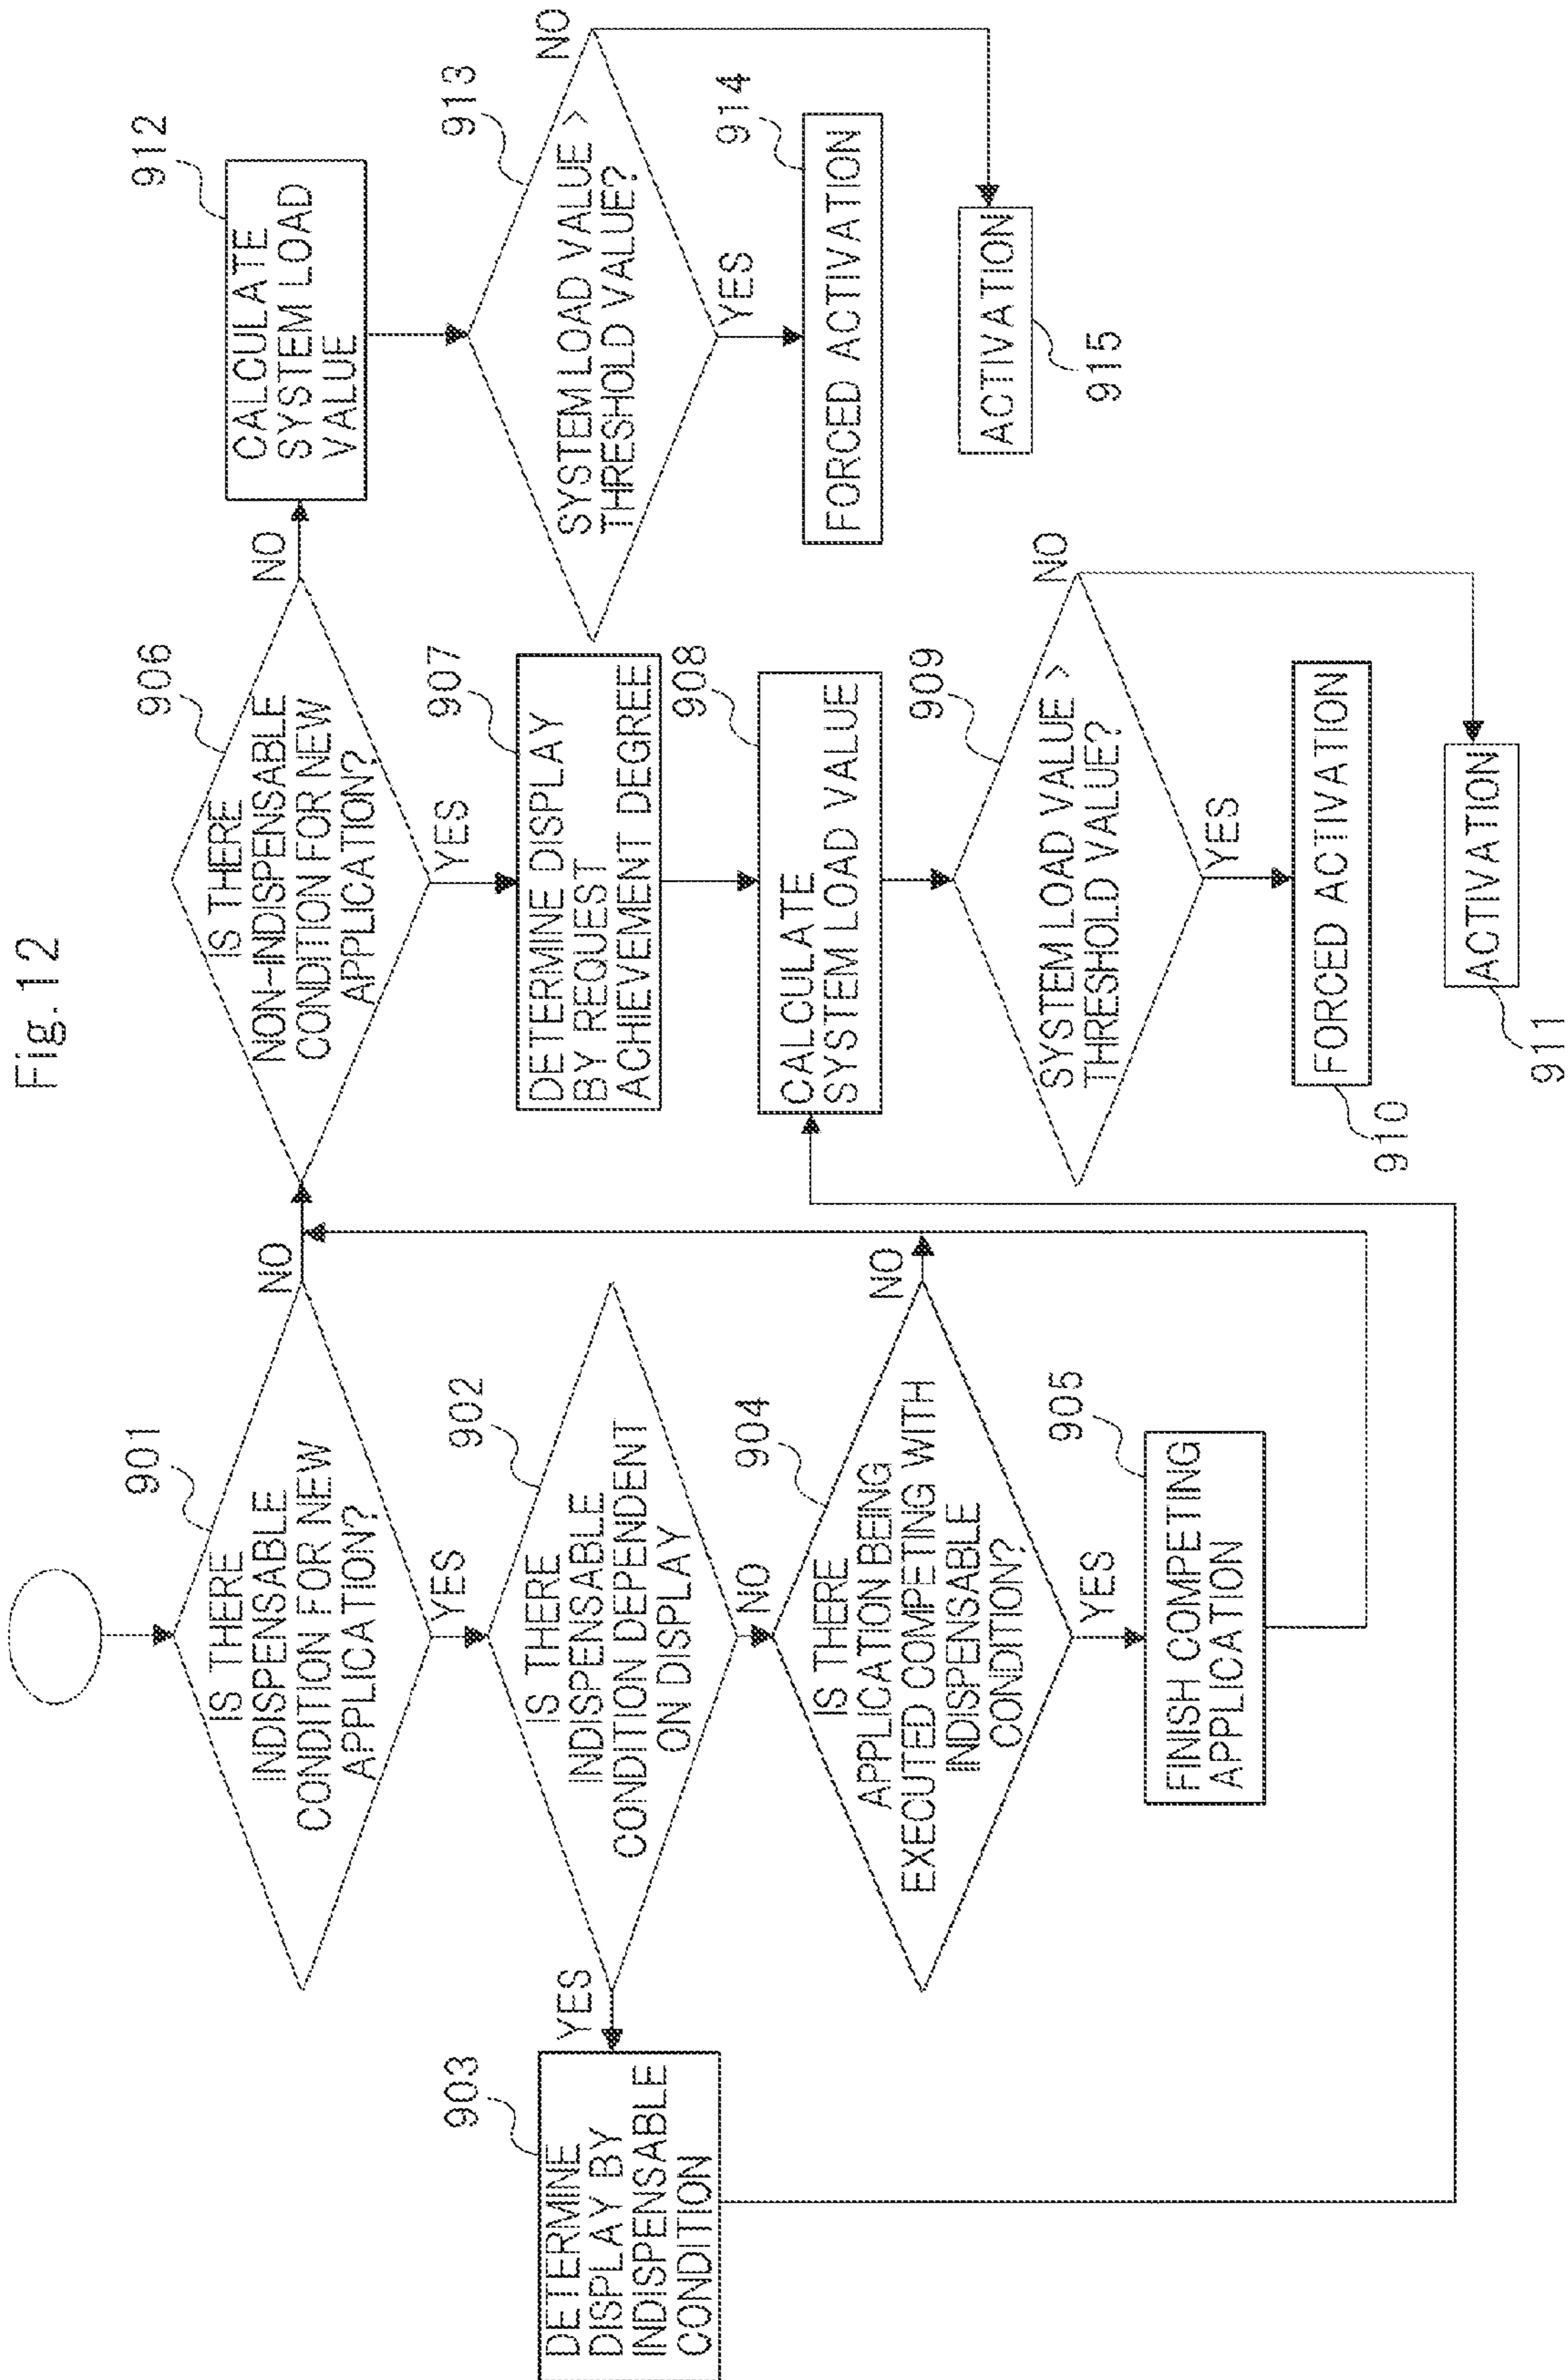 Fig.12
IS THERE
INDISPENSABLE
CONDITION FOR NEW
APPLICATION?
901
NO
YES
IS THERE
INDISPENSABLE
CONDITION DEPENDENT
ON DISPLAY
902
YES
NO
DETERMINE
DISPLAY BY
INDISPENSABLE
CONDITION
903
IS THERE
APPLICATION BEING
EXECUTED COMPETING WITH
INDISPENSABLE
CONDITION?
904
NO
YES
FINISH COMPETING
APPLICATION
905
IS THERE
NON-INDISPENSABLE
CONDITION FOR NEW
APPLICATION?
906
NO
YES
DETERMINE DISPLAY
BY REQUEST
ACHIEVEMENT DEGREE
907
CALCULATE
SYSTEM LOAD VALUE
908
SYSTEM LOAD VALUE >
THRESHOLD VALUE?
909
NO
YES
FORCED ACTIVATION
910
ACTIVATION
911
CALCULATE
SYSTEM LOAD
VALUE
912
SYSTEM LOAD VALUE >
THRESHOLD VALUE?
913
NO
YES
FORCED ACTIVATION
914
ACTIVATION
915